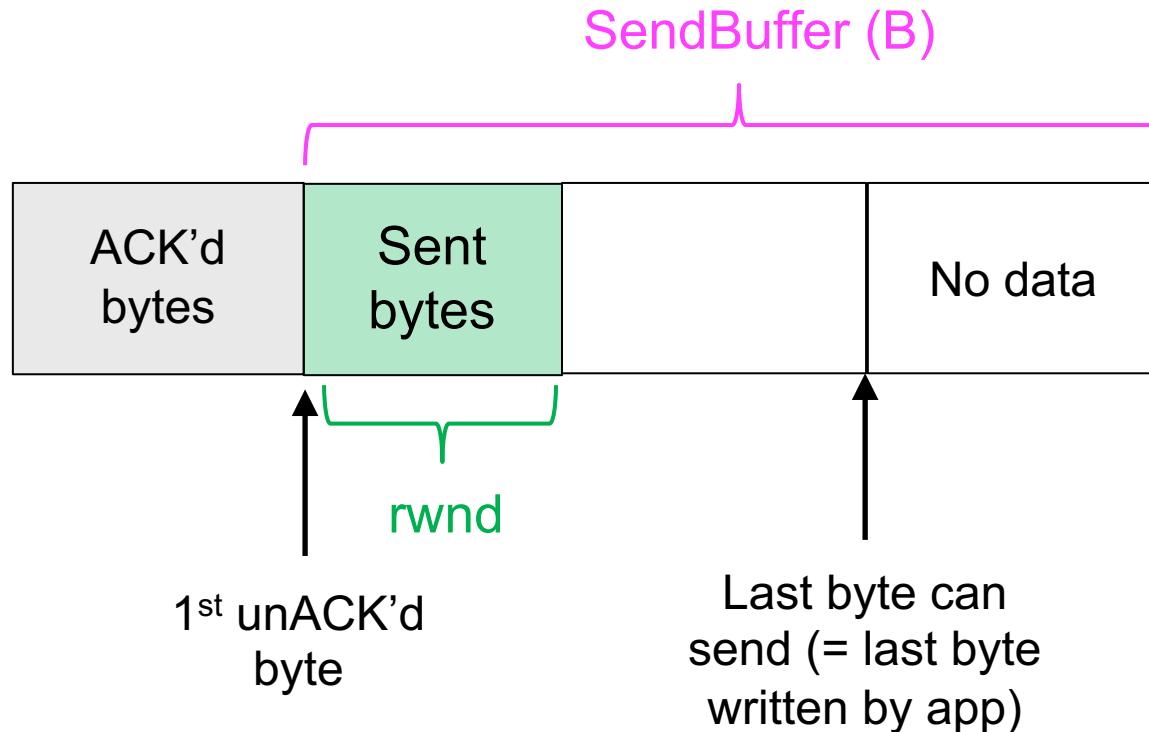 SendBuffer (B)
ACK’d
bytes
Sent
bytes
No data
rwnd
1st unACK’d
byte
Last byte can
send (= last byte
written by app)